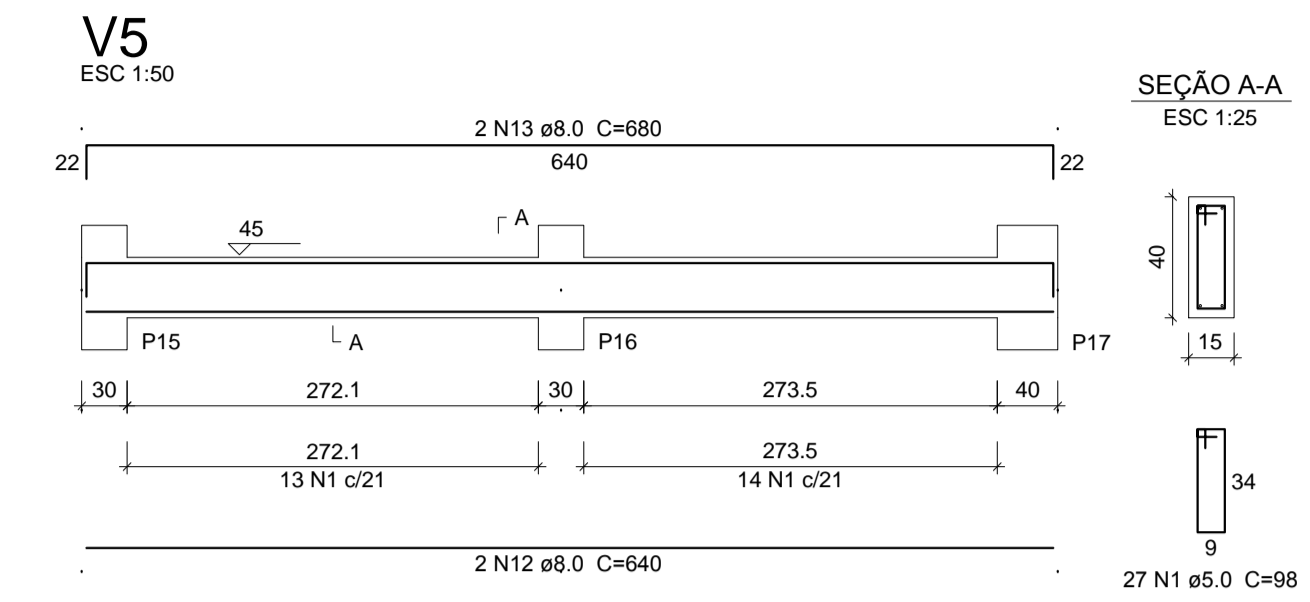 V5
ESC 1:50
SEÇÃO A-A
ESC 1:25
2 N13 ø8.0 C=680
22
640
22
A
45
40
P15
A
P16
P17
15
30
272.1
30
273.5
40
272.1
273.5
13 N1 c/21
14 N1 c/21
34
9
2 N12 ø8.0 C=640
27 N1 ø5.0 C=98